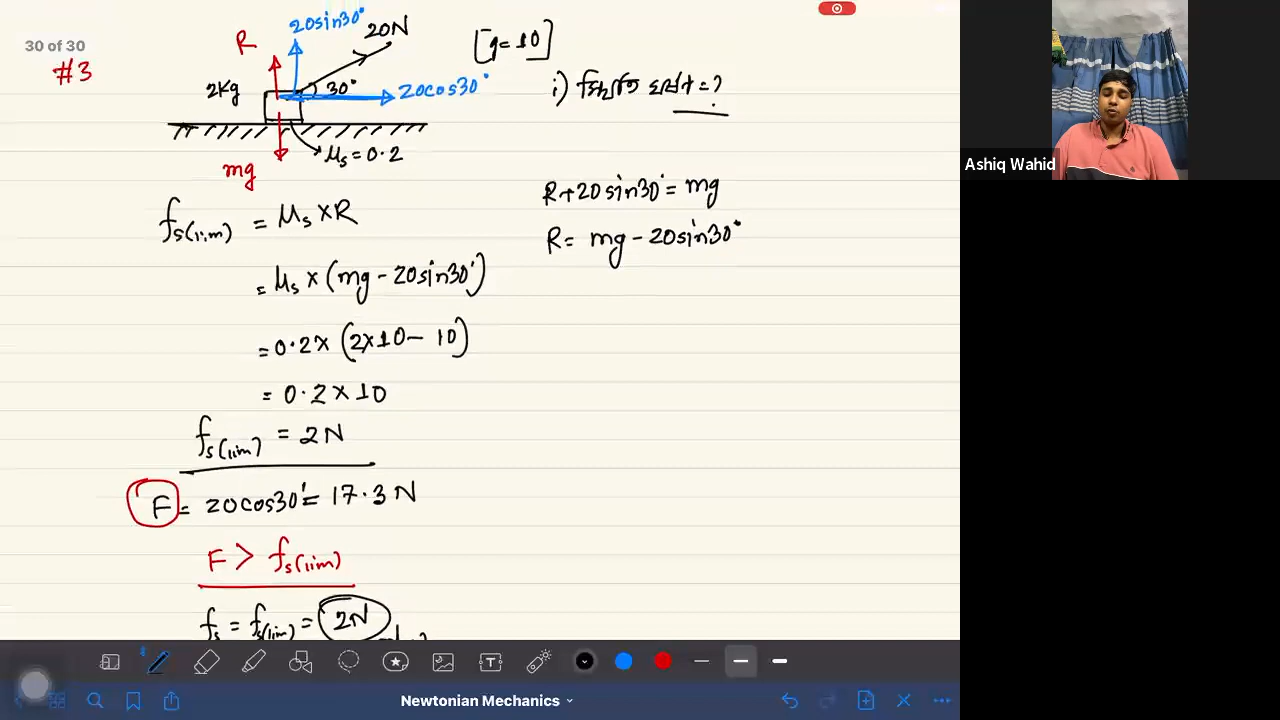 30 of 30
#3
20sin30°
20N
[g=10]
R
2Kg
30°
20cos30°
i) স্থিতি ঘর্ষণ=?
μs=0.2
mg
Ashiq Wahid
R+20sin30°=mg
R= mg-20sin30°
fs(lim) = μs×R
= μs×(mg-20sin30°)
= 0.2×(2×10-10)
= 0.2×10
fs(lim) = 2N
F= 20cos30°= 17.3N
F > fs(lim)
fs = fs(lim) = 2N
Newtonian Mechanics